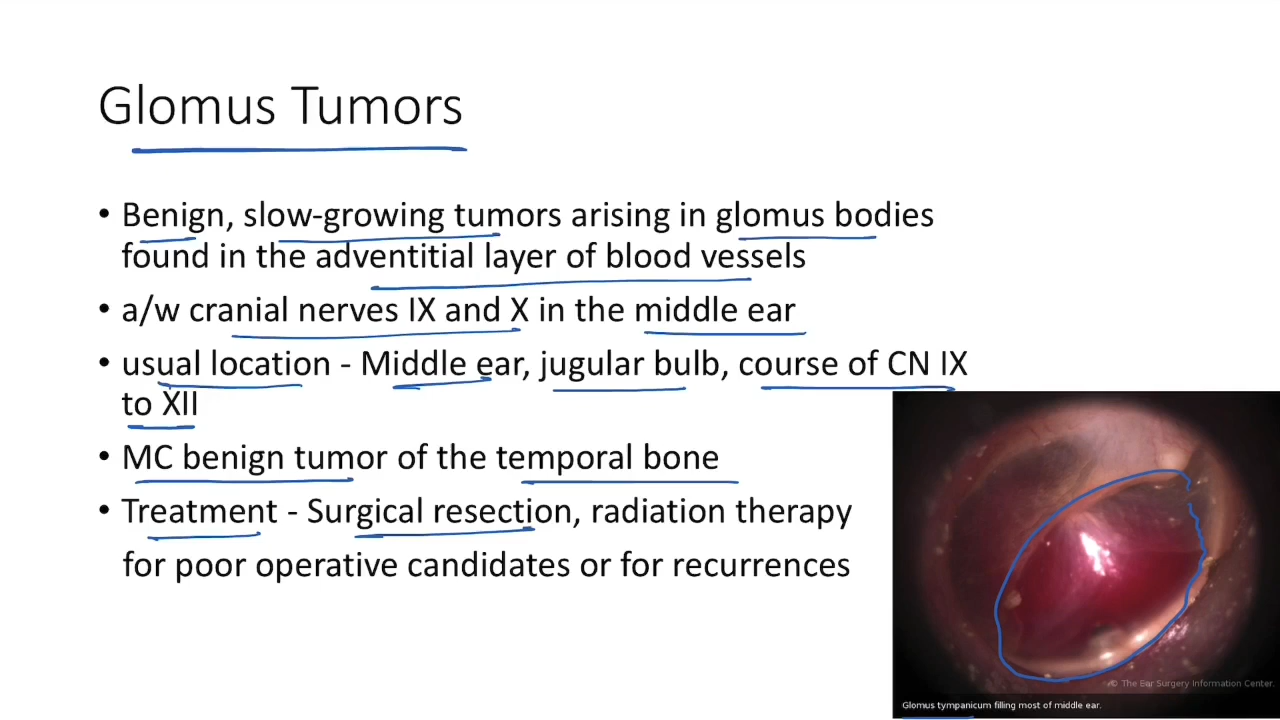 Glomus Tumors
• Benign, slow-growing tumors arising in glomus bodies
found in the adventitial layer of blood vessels
• a/w cranial nerves IX and X in the middle ear
• usual location - Middle ear, jugular bulb, course of CN IX
to XII
• MC benign tumor of the temporal bone
• Treatment - Surgical resection, radiation therapy
for poor operative candidates or for recurrences
© The Ear Surgery Information Center.
Glomus tympanicum filling most of middle ear.